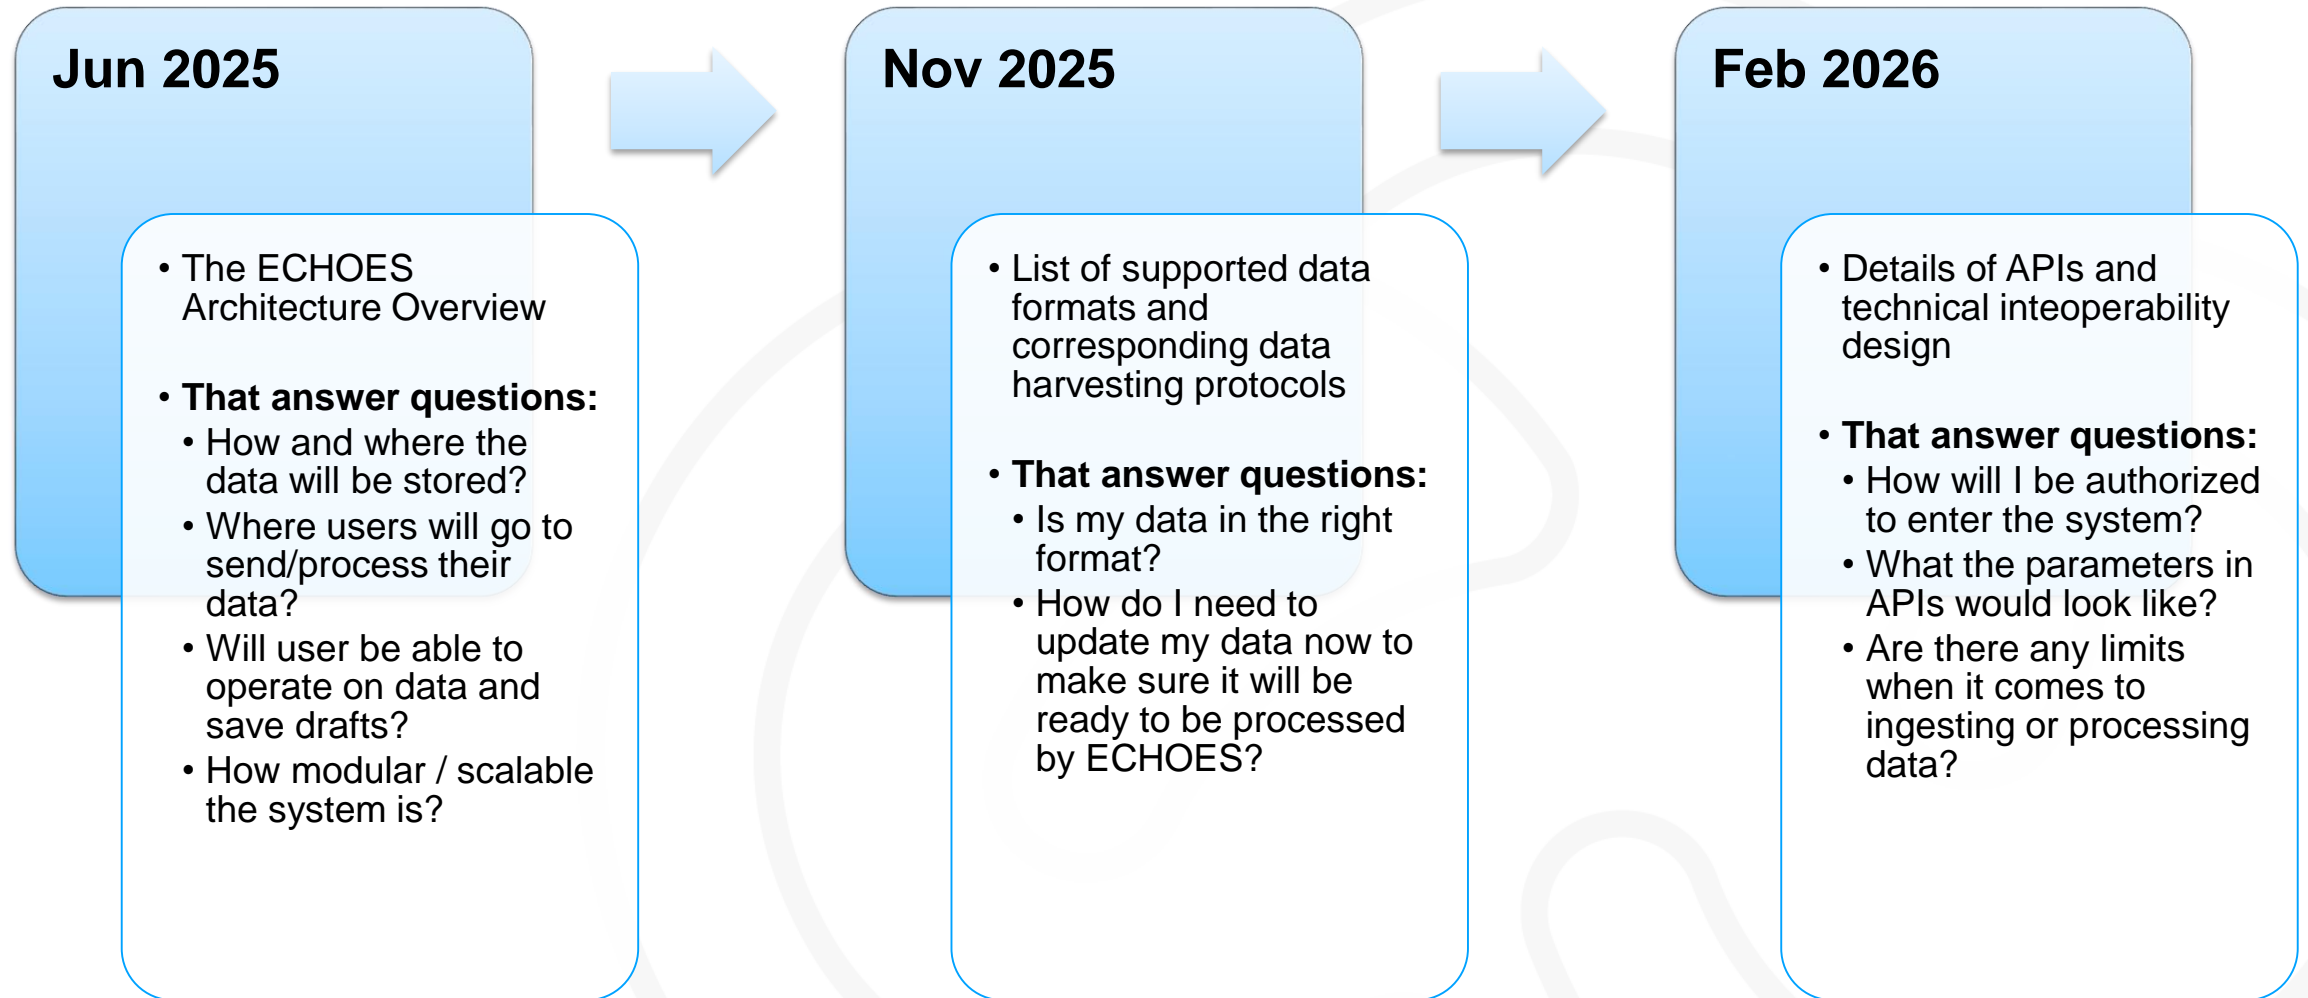 Jun 2025
• The ECHOES
Architecture Overview
• That answer questions:
• How and where the
data will be stored?
• Where users will go to
send/process their
data?
• Will user be able to
operate on data and
save drafts?
• How modular / scalable
the system is?
Nov 2025
• List of supported data
formats and
corresponding data
harvesting protocols
• That answer questions:
• Is my data in the right
format?
• How do I need to
update my data now to
make sure it will be
ready to be processed
by ECHOES?
Feb 2026
• Details of APIs and
technical inteoperability
design
• That answer questions:
• How will I be authorized
to enter the system?
• What the parameters in
APIs would look like?
• Are there any limits
when it comes to
ingesting or processing
data?